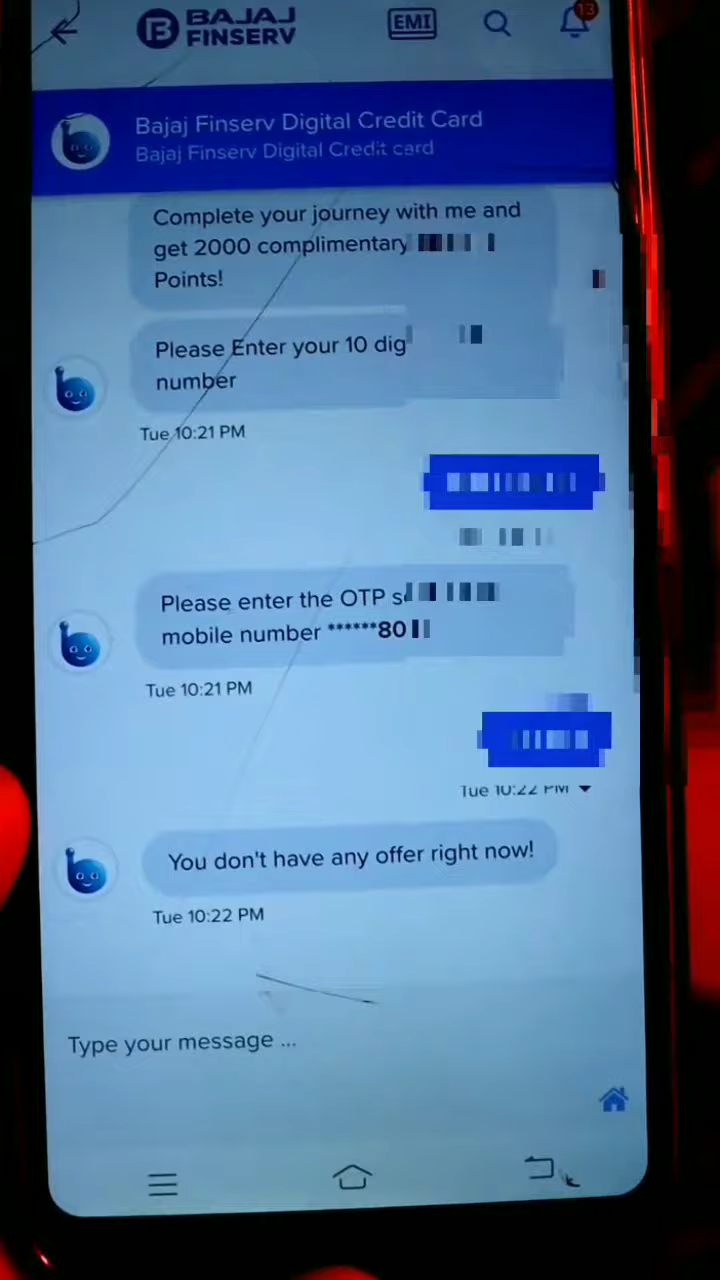 BAJAJ
FINSERV
EMI
13
Bajaj Finserv Digital Credit Card
Bajaj Finserv Digital Credit card
Complete your journey with me and
get 2000 complimentary
Points!
Please Enter your 10 dig
number
Tue 10:21 PM
Please enter the OTP s
mobile number ******80
Tue 10:21 PM
Tue 10:22 PM
You don't have any offer right now!
Tue 10:22 PM
Type your message ...